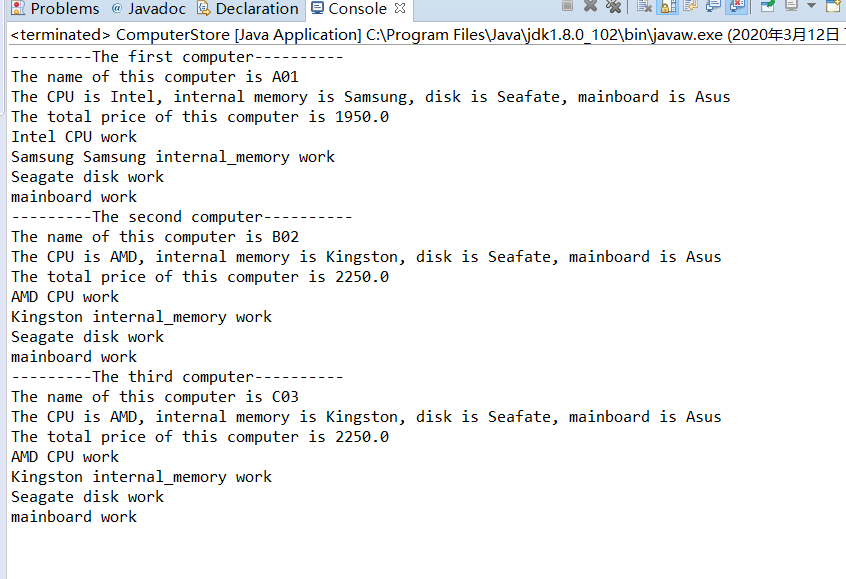 Problems @ Javadoc Declaration Console
<terminated> ComputerStore [Java Application] C:\Program Files\Java\jdk1.8.0_102\bin\javaw.exe (2020年3月12日 下
---------The first computer----------
The name of this computer is A01
The CPU is Intel, internal memory is Samsung, disk is Seafate, mainboard is Asus
The total price of this computer is 1950.0
Intel CPU work
Samsung Samsung internal_memory work
Seagate disk work
mainboard work
---------The second computer----------
The name of this computer is B02
The CPU is AMD, internal memory is Kingston, disk is Seafate, mainboard is Asus
The total price of this computer is 2250.0
AMD CPU work
Kingston internal_memory work
Seagate disk work
mainboard work
---------The third computer----------
The name of this computer is C03
The CPU is AMD, internal memory is Kingston, disk is Seafate, mainboard is Asus
The total price of this computer is 2250.0
AMD CPU work
Kingston internal_memory work
Seagate disk work
mainboard work